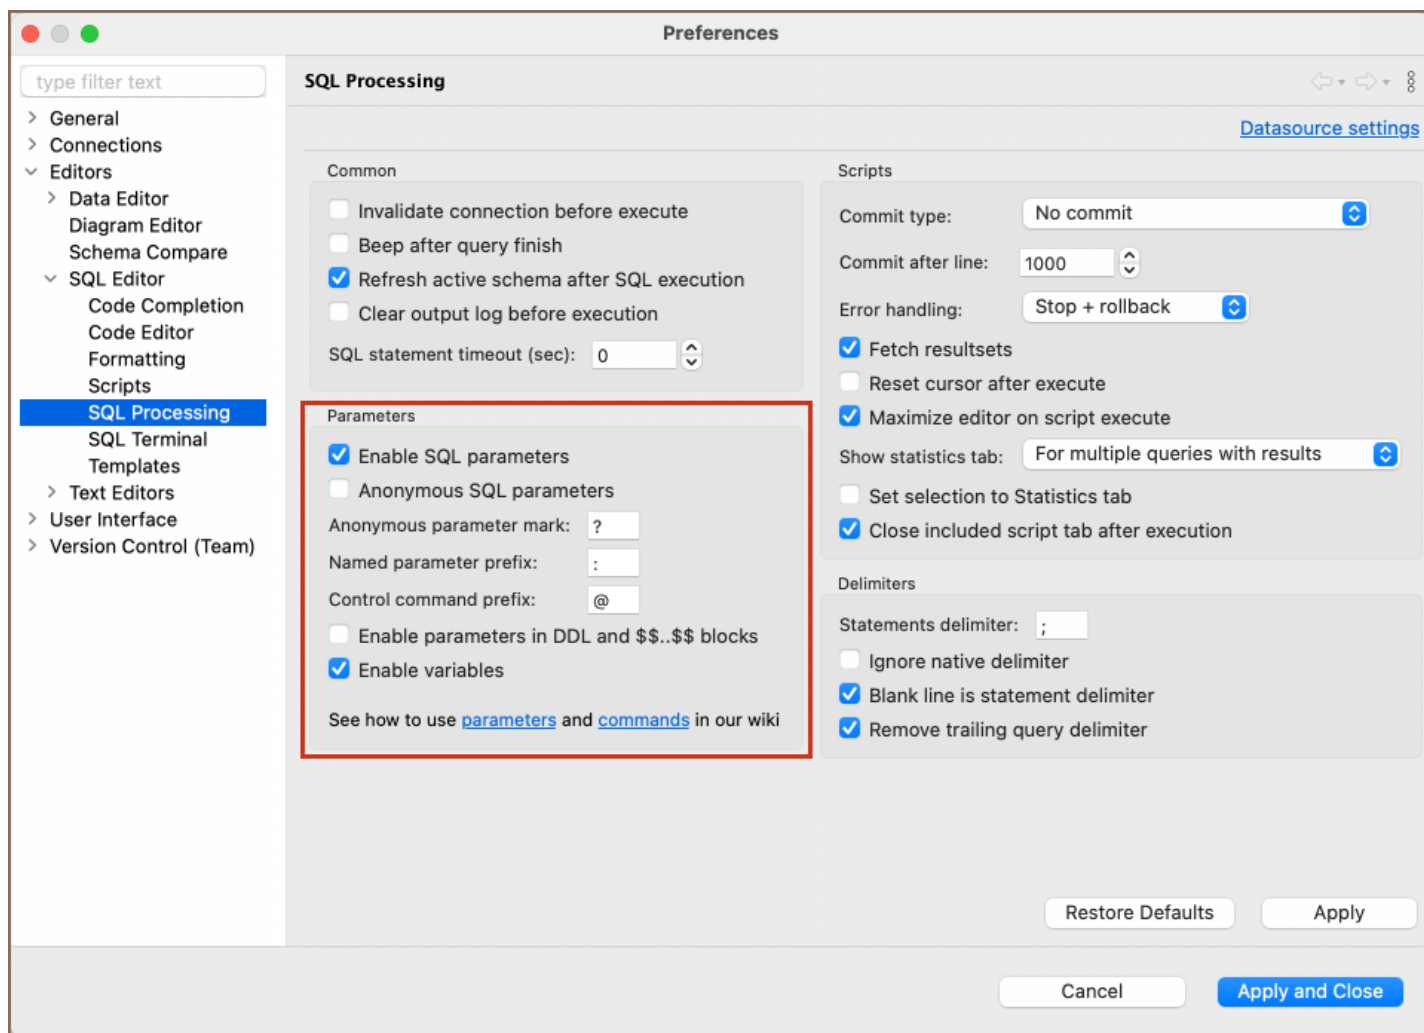 Preferences
type filter text
General
Connections
Editors
Data Editor
Diagram Editor
Schema Compare
SQL Editor
Code Completion
Code Editor
Formatting
Scripts
SQL Processing
SQL Terminal
Templates
Text Editors
User Interface
Version Control (Team)
SQL Processing
Datasource settings
Common
Invalidate connection before execute
Beep after query finish
Refresh active schema after SQL execution
Clear output log before execution
SQL statement timeout (sec): 0
Parameters
Enable SQL parameters
Anonymous SQL parameters
Anonymous parameter mark: ?
Named parameter prefix: :
Control command prefix: @
Enable parameters in DDL and $$..$$ blocks
Enable variables
See how to use parameters and commands in our wiki
Scripts
Commit type: No commit
Commit after line: 1000
Error handling: Stop + rollback
Fetch resultsets
Reset cursor after execute
Maximize editor on script execute
Show statistics tab: For multiple queries with results
Set selection to Statistics tab
Close included script tab after execution
Delimiters
Statements delimiter: ;
Ignore native delimiter
Blank line is statement delimiter
Remove trailing query delimiter
Restore Defaults
Apply
Cancel
Apply and Close